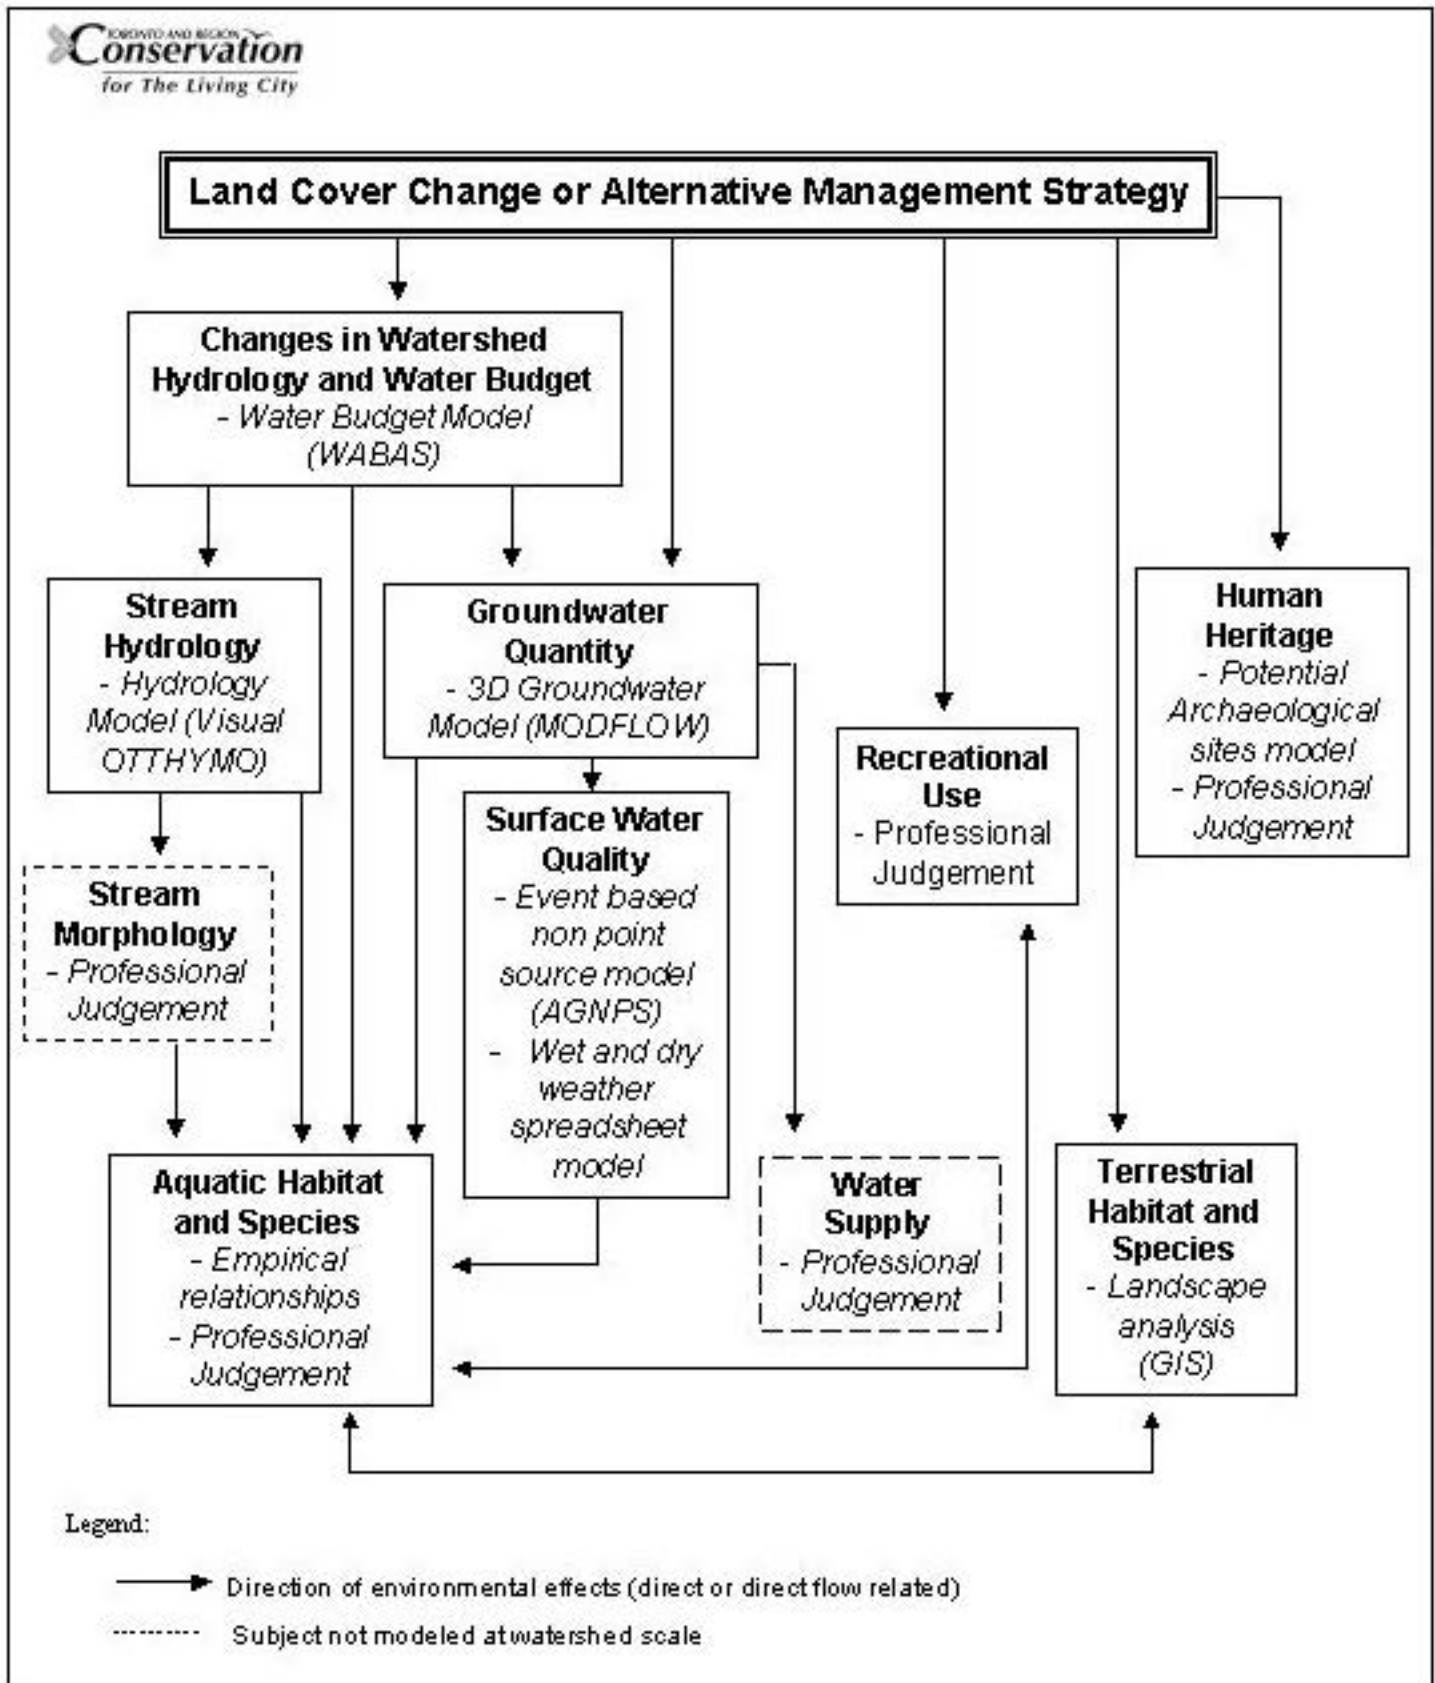 TORONTO AND REGION
Conservation
for The Living City
Land Cover Change or Alternative Management Strategy
Changes in Watershed
Hydrology and Water Budget
- Water Budget Model
(WABAS)
Stream
Hydrology
- Hydrology
Model (Visual
OTTHYMO)
Groundwater
Quantity
- 3D Groundwater
Model (MODFLOW)
Human
Heritage
- Potential
Archaeological
sites model
- Professional
Judgement
Recreational
Use
- Professional
Judgement
Surface Water
Quality
- Event based
non point
source model
(AGNPS)
- Wet and dry
weather
spreadsheet
model
Stream
Morphology
- Professional
Judgement
Aquatic Habitat
and Species
- Empirical
relationships
- Professional
Judgement
Water
Supply
- Professional
Judgement
Terrestrial
Habitat and
Species
- Landscape
analysis
(GIS)
Legend:
Direction of environmental effects (direct or direct flow related)
Subject not modeled at watershed scale